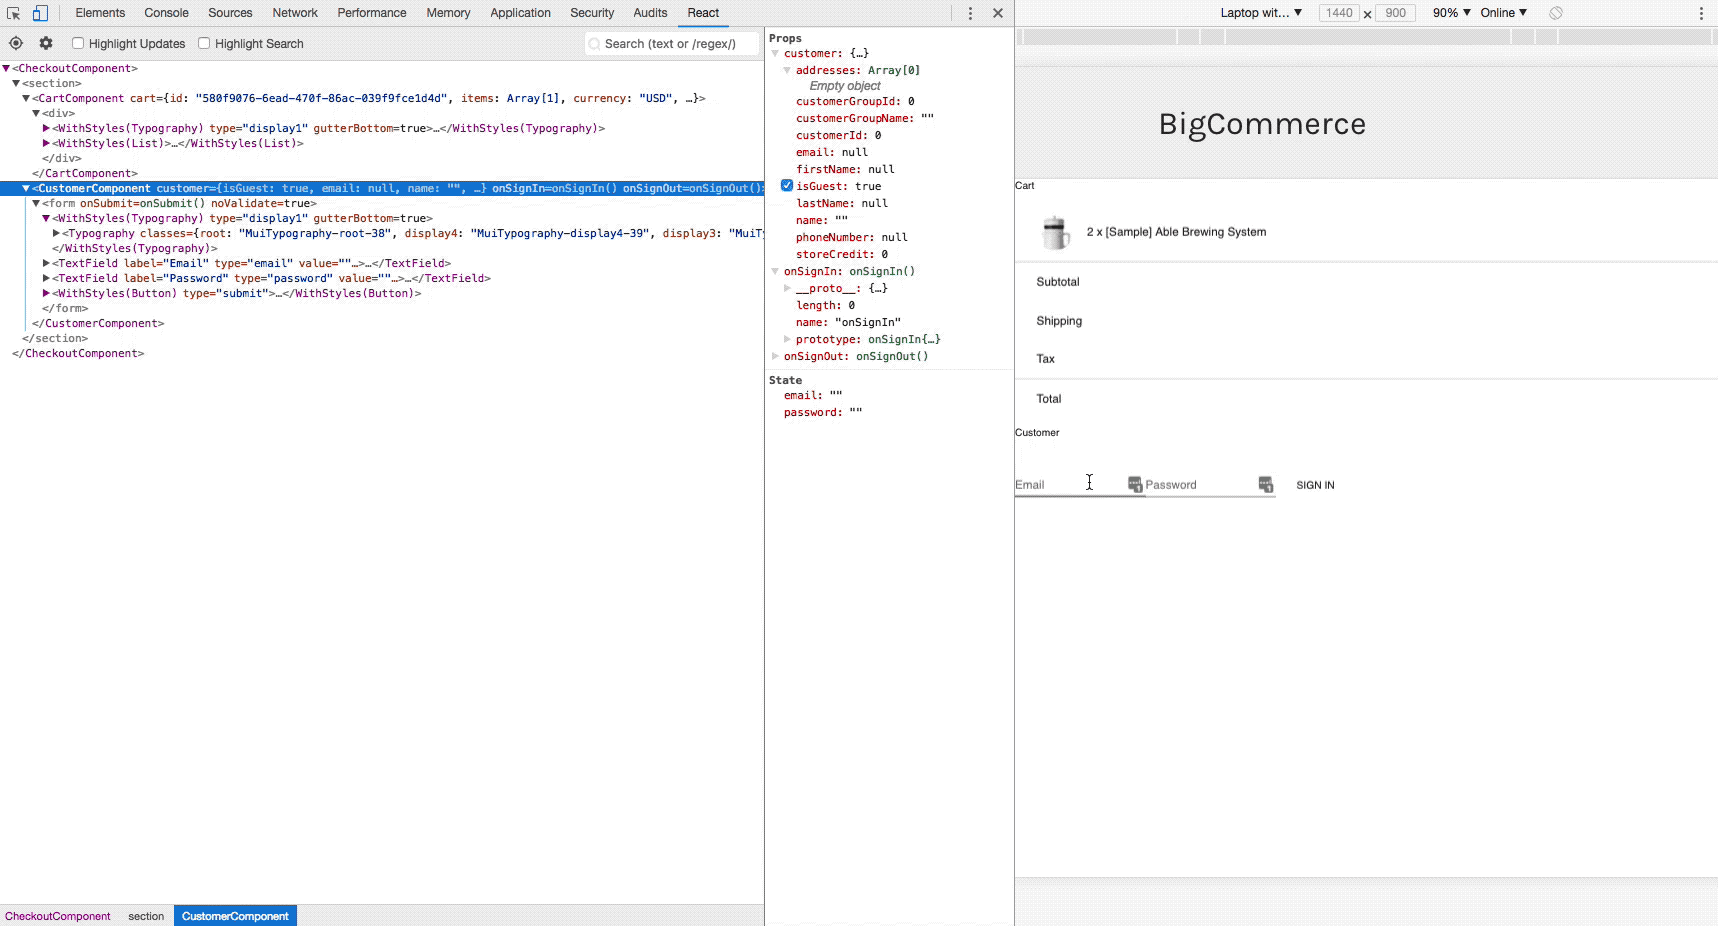 Elements Console Sources Network Performance Memory Application Security Audits React
Highlight Updates Highlight Search Search (text or /regex/)
<CheckoutComponent>
<section>
<CartComponent cart={id: "580f9076-6ead-470f-86ac-039f9fce1d4d", items: Array[1], currency: "USD", …}>
<div>
<WithStyles(Typography) type="display1" gutterBottom=true>…</WithStyles(Typography)>
<WithStyles(List)>…</WithStyles(List)>
</div>
</CartComponent>
<CustomerComponent customer={isGuest: true, email: null, name: "", …} onSignIn=onSignIn() onSignOut=onSignOut()>
<form onSubmit=onSubmit() noValidate=true>
<WithStyles(Typography) type="display1" gutterBottom=true>
<Typography classes={root: "MuiTypography-root-38", display4: "MuiTypography-display4-39", display3: "MuiT
</WithStyles(Typography)>
<TextField label="Email" type="email" value=""…>…</TextField>
<TextField label="Password" type="password" value=""…>…</TextField>
<WithStyles(Button) type="submit">…</WithStyles(Button)>
</form>
</CustomerComponent>
</section>
</CheckoutComponent>
CheckoutComponent section CustomerComponent
Props
customer: {…}
addresses: Array[0]
Empty object
customerGroupId: 0
customerGroupName: ""
customerId: 0
email: null
firstName: null
isGuest: true
lastName: null
name: ""
phoneNumber: null
storeCredit: 0
onSignIn: onSignIn()
__proto__: {…}
length: 0
name: "onSignIn"
prototype: onSignIn{…}
onSignOut: onSignOut()
State
email: ""
password: ""
Laptop wit… 1440 x 900 90% Online
BigCommerce
Cart
2 x [Sample] Able Brewing System
Subtotal
Shipping
Tax
Total
Customer
Email Password SIGN IN